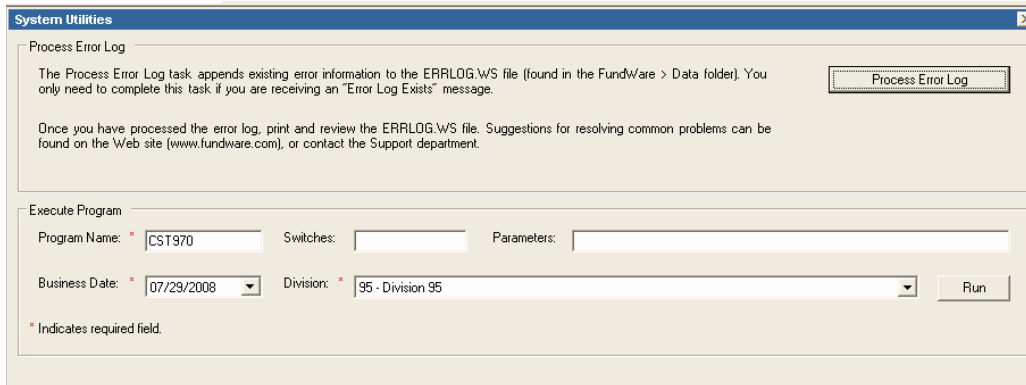 System Utilities
Process Error Log
The Process Error Log task appends existing error information to the ERRLOG.WS file (found in the FundWare > Data folder). You
only need to complete this task if you are receiving an "Error Log Exists" message.
Process Error Log
Once you have processed the error log, print and review the ERRLOG.WS file. Suggestions for resolving common problems can be
found on the Web site (www.fundware.com), or contact the Support department.
Execute Program
Program Name: * CST970 Switches: Parameters:
Business Date: * 07/29/2008 Division: * 95 - Division 95 Run
* Indicates required field.